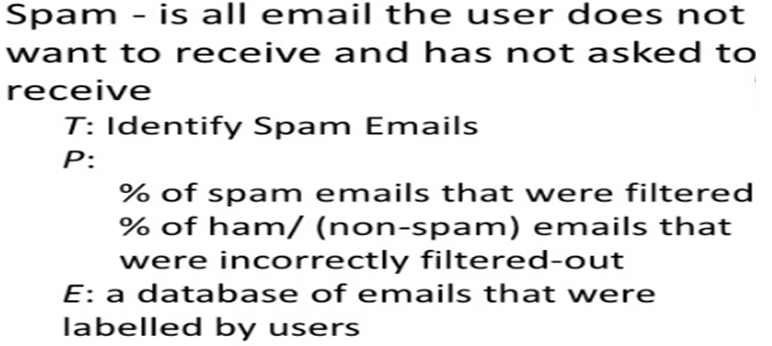 Spam - is all email the user does not
want to receive and has not asked to
receive
T: Identify Spam Emails
P:
% of spam emails that were filtered
% of ham/ (non-spam) emails that
were incorrectly filtered-out
E: a database of emails that were
labelled by users